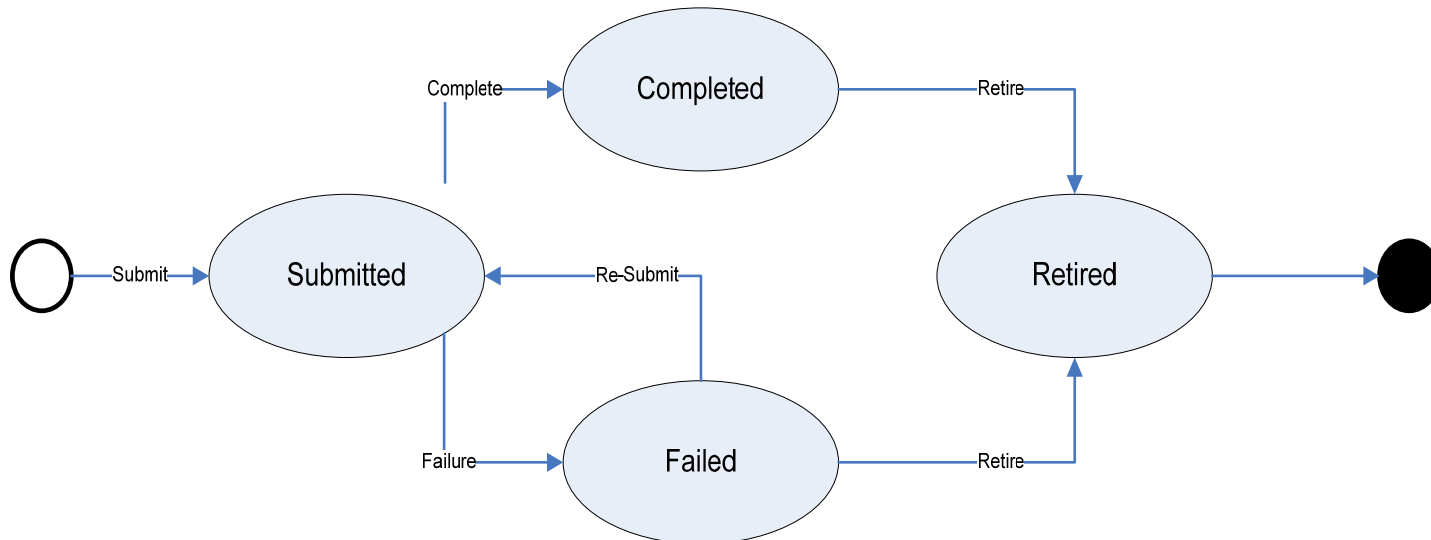 Complete
Completed
Retire
Submit
Submitted
Re-Submit
Retired
Failure
Failed
Retire